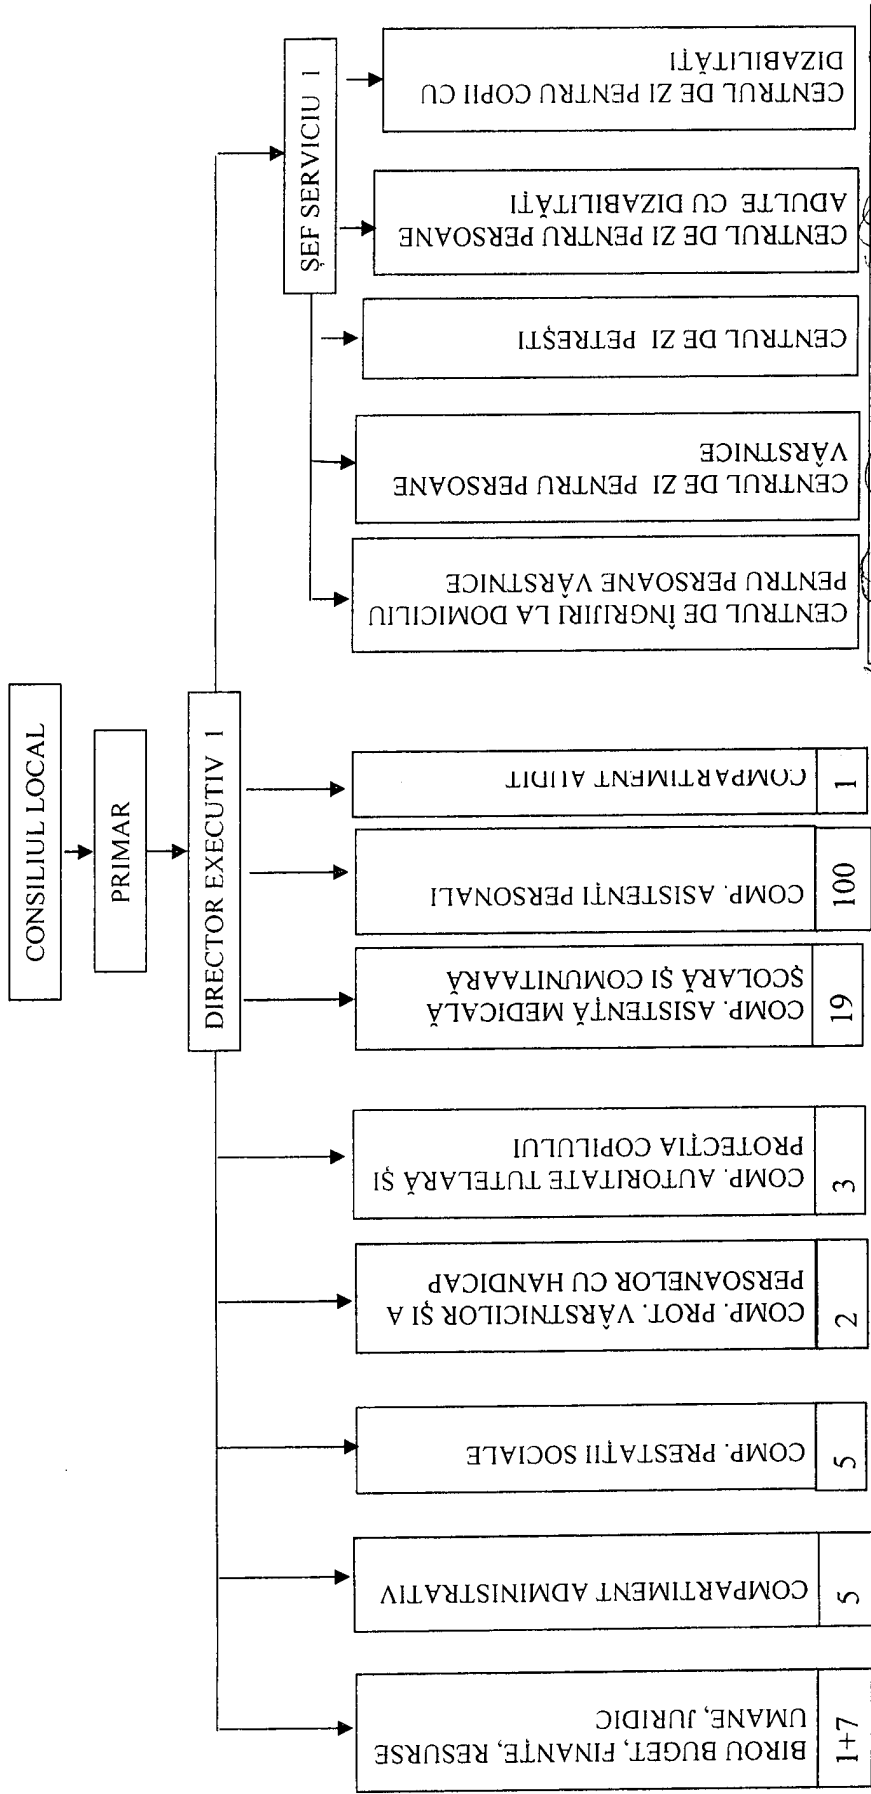 CONSILIUL LOCAL
PRIMAR
DIRECTOR EXECUTIV 1
BIROU BUGET, FINANȚE, RESURSE
UMANE, JURIDIC
1+7
COMPARTIMENT ADMINISTRATIV
5
COMP. PRESTAȚII SOCIALE
5
COMP. PROT. VÂRSTNICILOR ȘI A
PERSOANELOR CU HANDICAP
2
COMP. AUTORITATE TUTELARĂ ȘI
PROTECȚIA COPILULUI
3
COMP. ASISTENȚĂ MEDICALĂ
ȘCOLARĂ ȘI COMUNITAARĂ
19
COMP. ASISTENȚI PERSONALI
100
COMPARTIMENT AUDIT
1
ȘEF SERVICIU 1
CENTRUL DE ÎNGRIJIRI LA DOMICILIU
PENTRU PERSOANE VÂRSTNICE
CENTRUL DE ZI PENTRU PERSOANE
VÂRSTNICE
CENTRUL DE ZI PETREȘTI
CENTRUL DE ZI PENTRU PERSOANE
ADULTE CU DIZABILITĂȚI
CENTRUL DE ZI PENTRU COPII CU
DIZABILITĂȚI